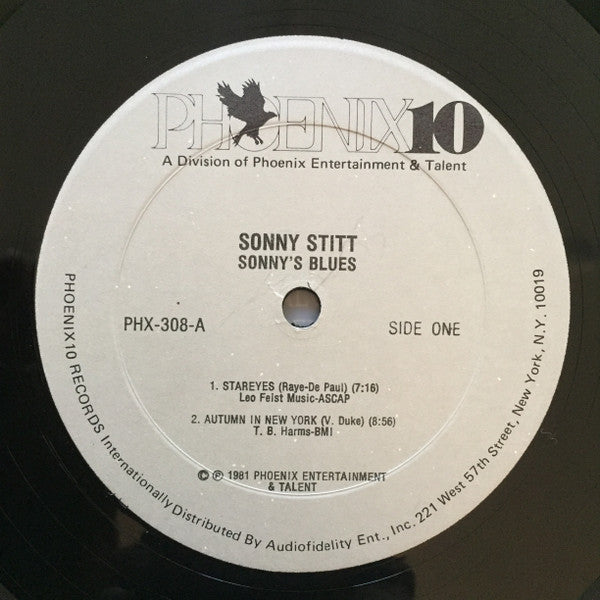 PHOENIX10
A Division of Phoenix Entertainment & Talent
SONNY STITT
SONNY'S BLUES
PHX-308-A
SIDE ONE
1. STAREYES (Raye-De Paul) (7:16)
Leo Feist Music-ASCAP
2. AUTUMN IN NEW YORK (V. Duke) (8:56)
T. B. Harms-BMI
© ℗ 1981 PHOENIX ENTERTAINMENT
& TALENT
PHOENIX10 RECORDS Internationally Distributed By Audiofidelity Ent., Inc. 221 West 57th Street, New York, N.Y. 10019